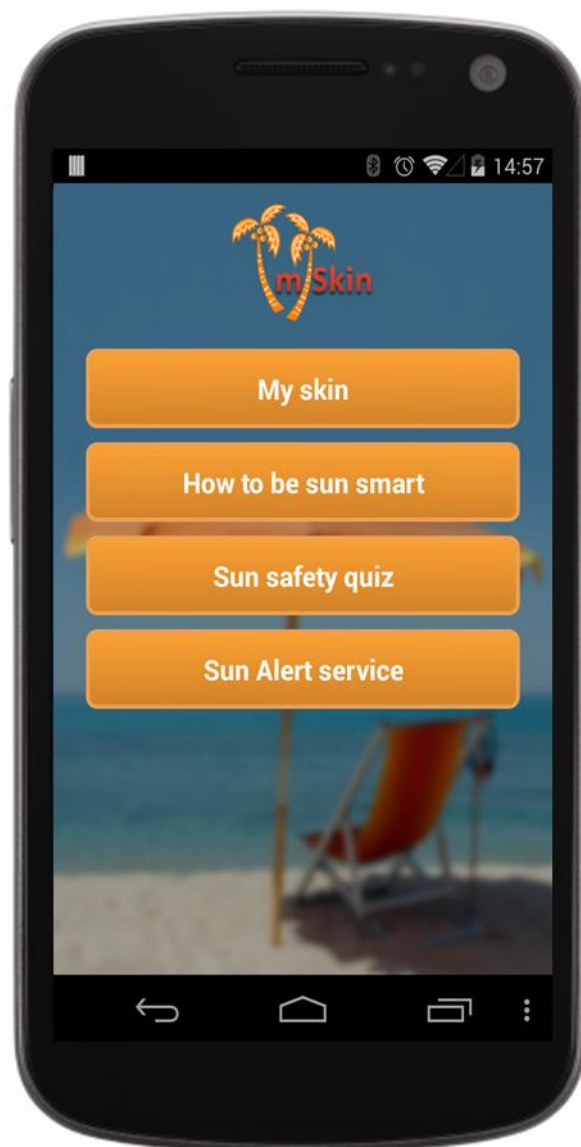 14:57
mSkin
My skin
How to be sun smart
Sun safety quiz
Sun Alert service